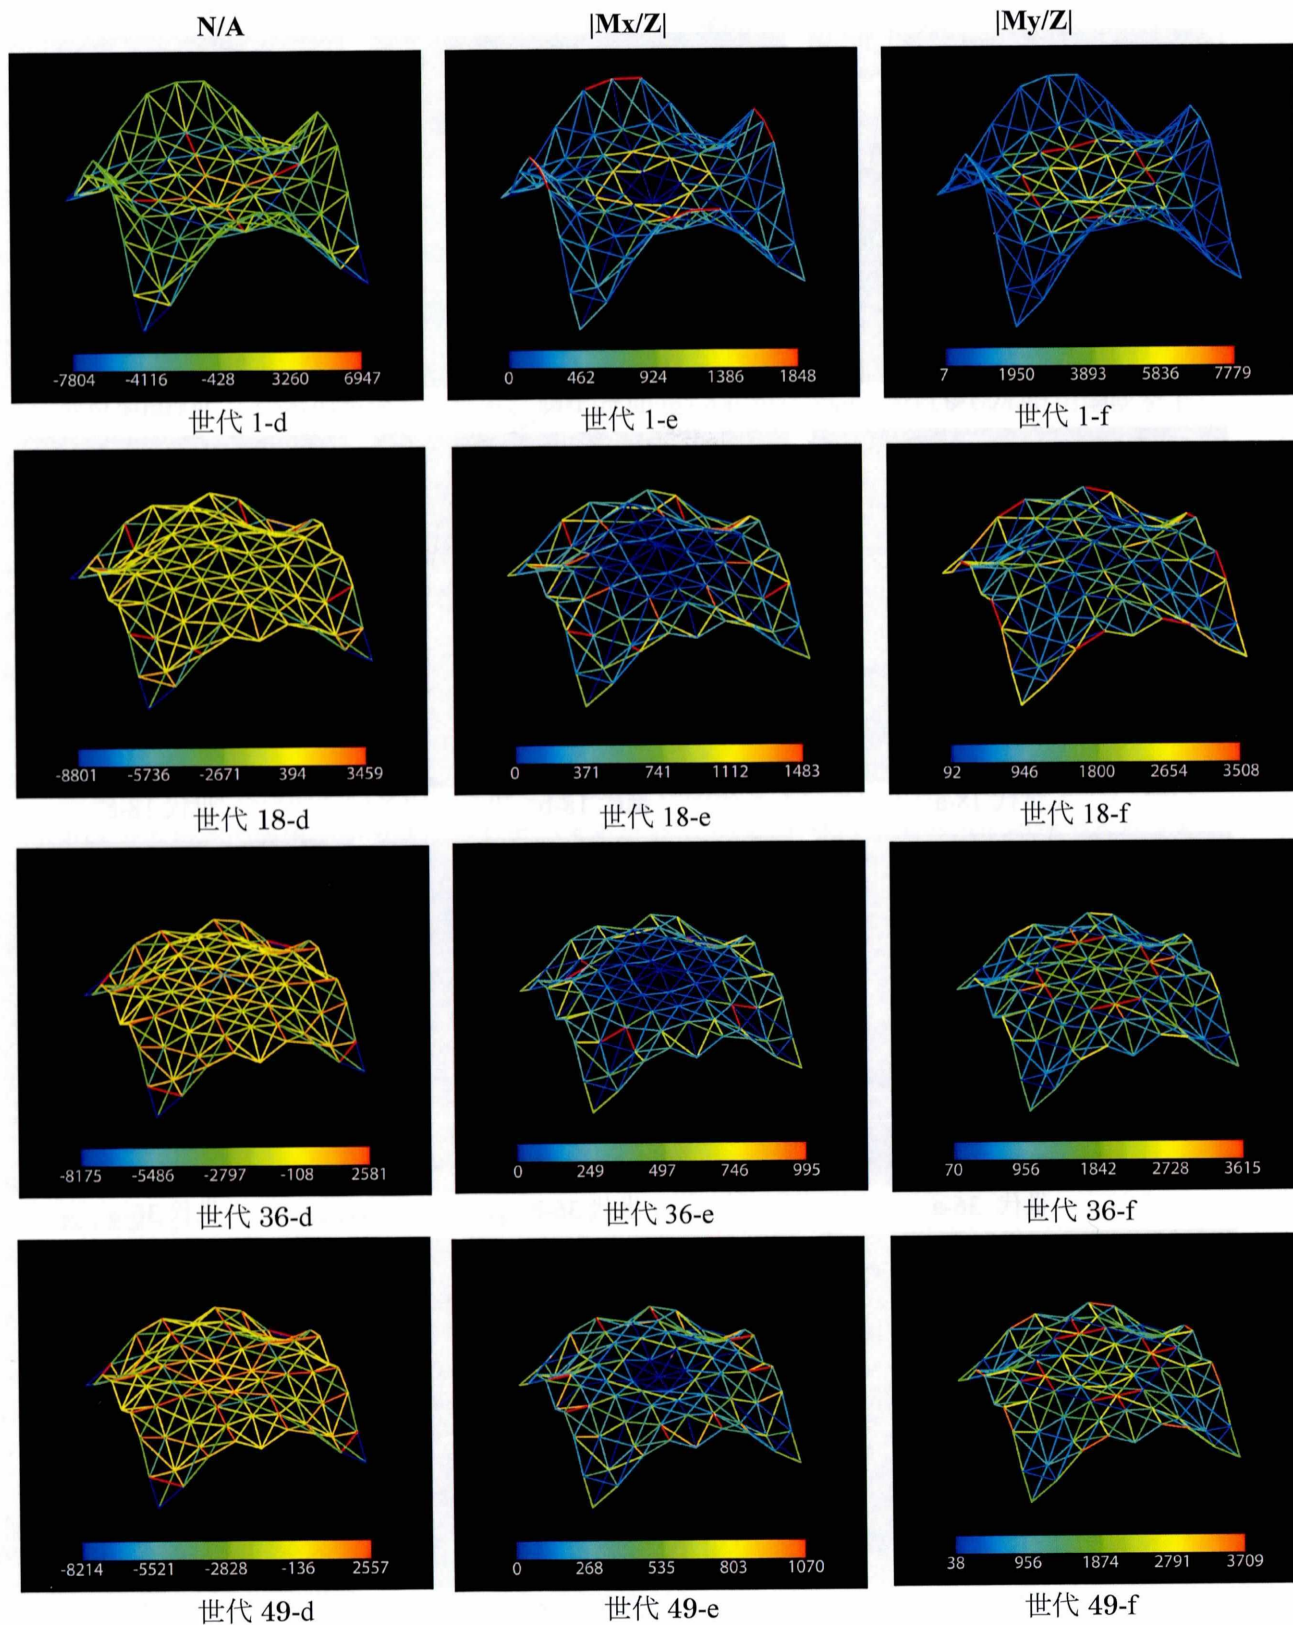 N/A |Mx/Z| |My/Z|
-7804 -4116 -428 3260 6947
0 462 924 1386 1848
7 1950 3893 5836 7779
世代 1-d
世代 1-e
世代 1-f
-8801 -5736 -2671 394 3459
0 371 741 1112 1483
92 946 1800 2654 3508
世代 18-d
世代 18-e
世代 18-f
-8175 -5486 -2797 -108 2581
0 249 497 746 995
70 956 1842 2728 3615
世代 36-d
世代 36-e
世代 36-f
-8214 -5521 -2828 -136 2557
0 268 535 803 1070
38 956 1874 2791 3709
世代 49-d
世代 49-e
世代 49-f